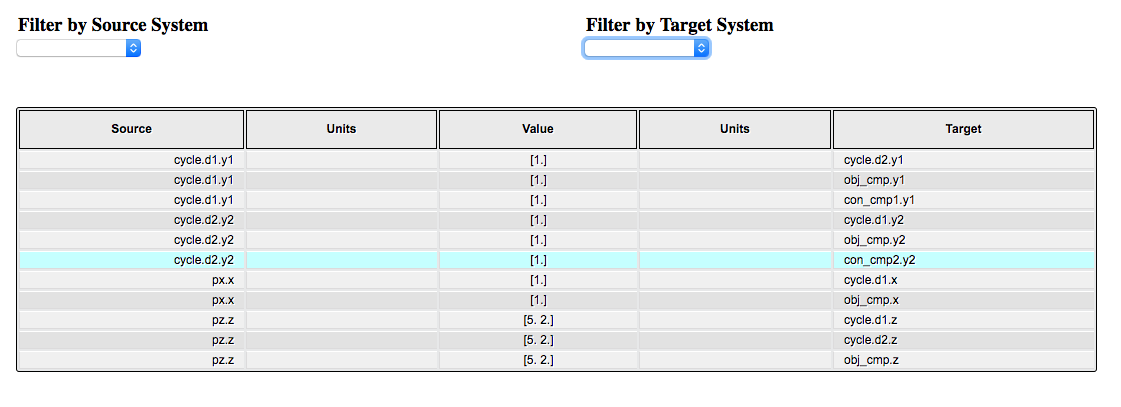 Filter by Source System Filter by Target System
Source Units Value Units Target
cycle.d1.y1 [1.] cycle.d2.y1
cycle.d1.y1 [1.] obj_cmp.y1
cycle.d1.y1 [1.] con_cmp1.y1
cycle.d2.y2 [1.] cycle.d1.y2
cycle.d2.y2 [1.] obj_cmp.y2
cycle.d2.y2 [1.] con_cmp2.y2
px.x [1.] cycle.d1.x
px.x [1.] obj_cmp.x
pz.z [5. 2.] cycle.d1.z
pz.z [5. 2.] cycle.d2.z
pz.z [5. 2.] obj_cmp.z